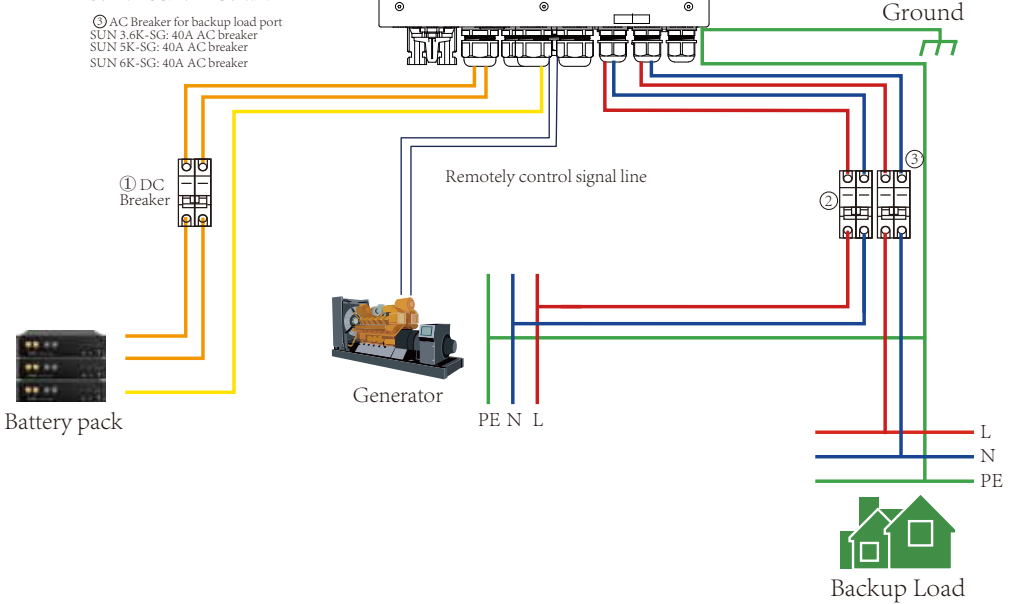 ③ AC Breaker for backup load port
SUN 3.6K-SG: 40A AC breaker
SUN 5K-SG: 40A AC breaker
SUN 6K-SG: 40A AC breaker
Ground
① DC
Breaker
Remotely control signal line
②
③
Battery pack
Generator
PE N L
L
N
PE
Backup Load